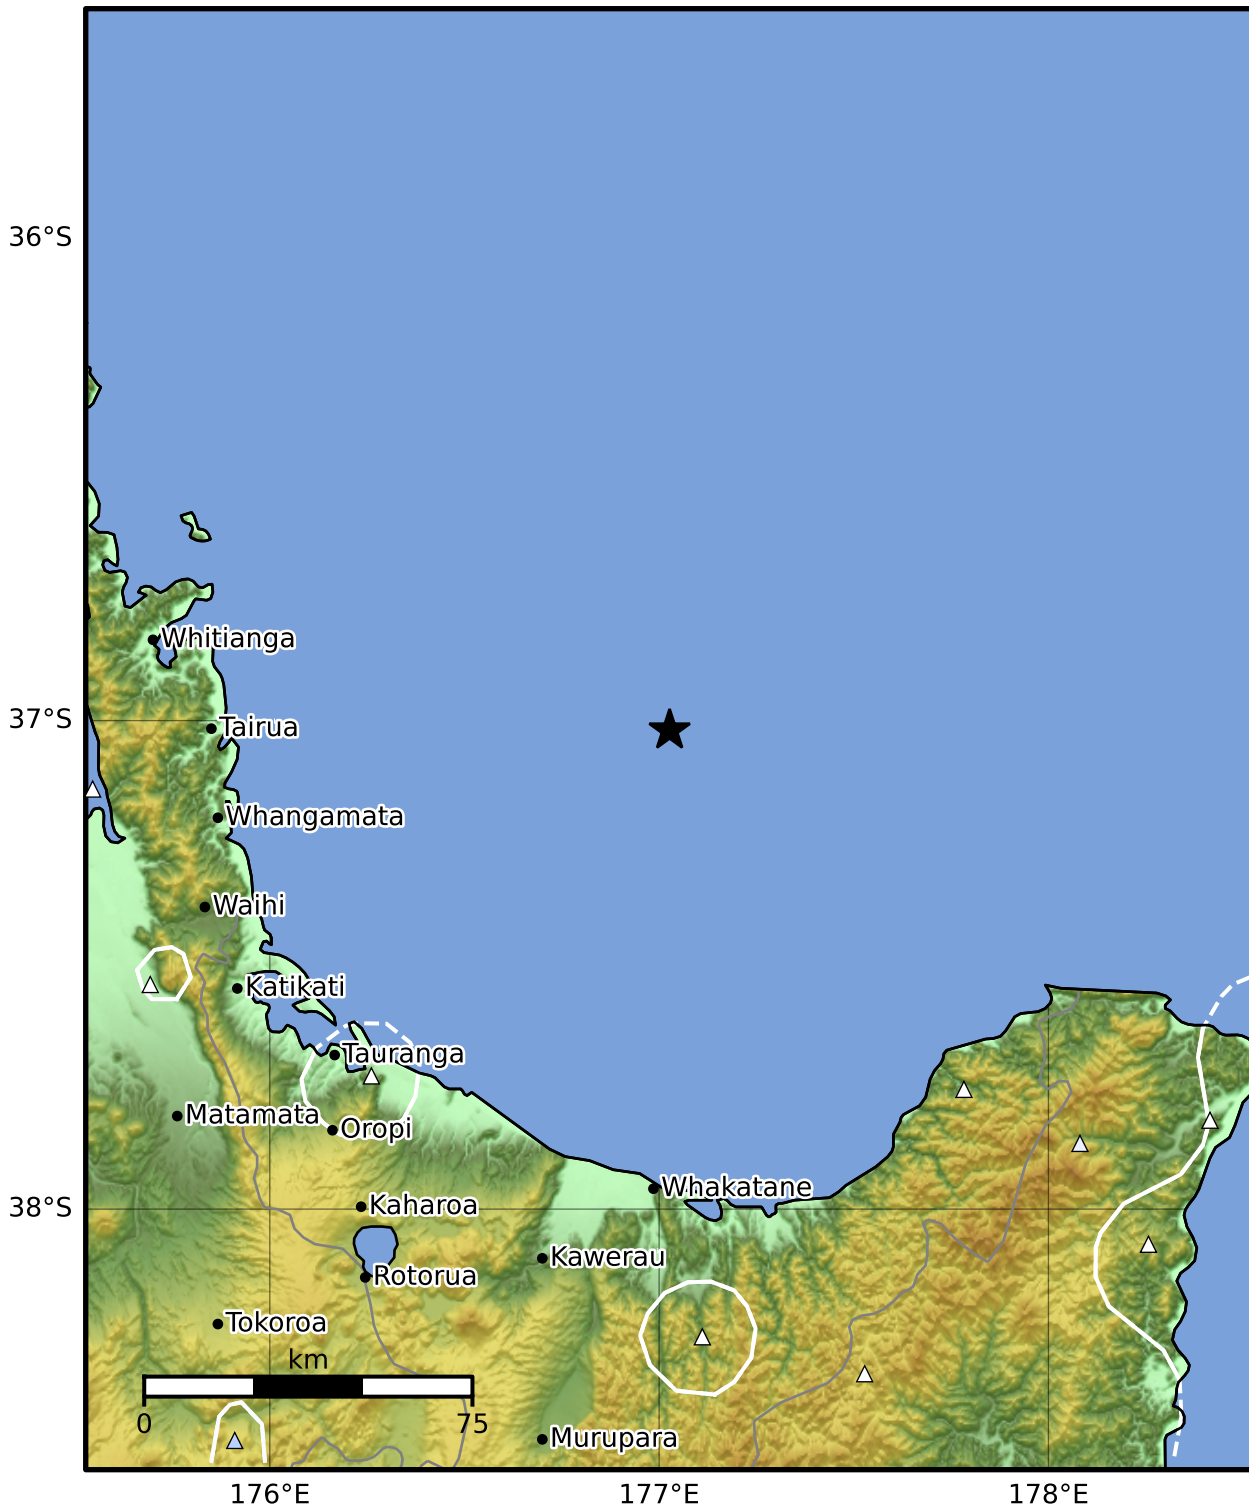 36°S
Whitianga
37°S
Tairua
Whangamata
Waihi
Katikati
Tauranga
Matamata
Oropi
Whakatane
38°S
Kaharoa
Kawerau
Rotorua
Tokoroa
km
0
75
Murupara
176°E
177°E
178°E